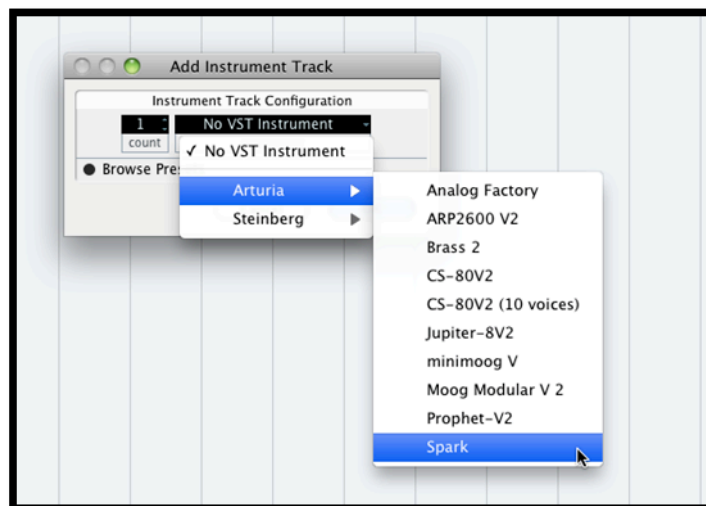 Add Instrument Track
Instrument Track Configuration
1 No VST Instrument
count
✓ No VST Instrument
Browse Pre
Arturia
Steinberg
Analog Factory
ARP2600 V2
Brass 2
CS-80V2
CS-80V2 (10 voices)
Jupiter-8V2
minimoog V
Moog Modular V 2
Prophet-V2
Spark